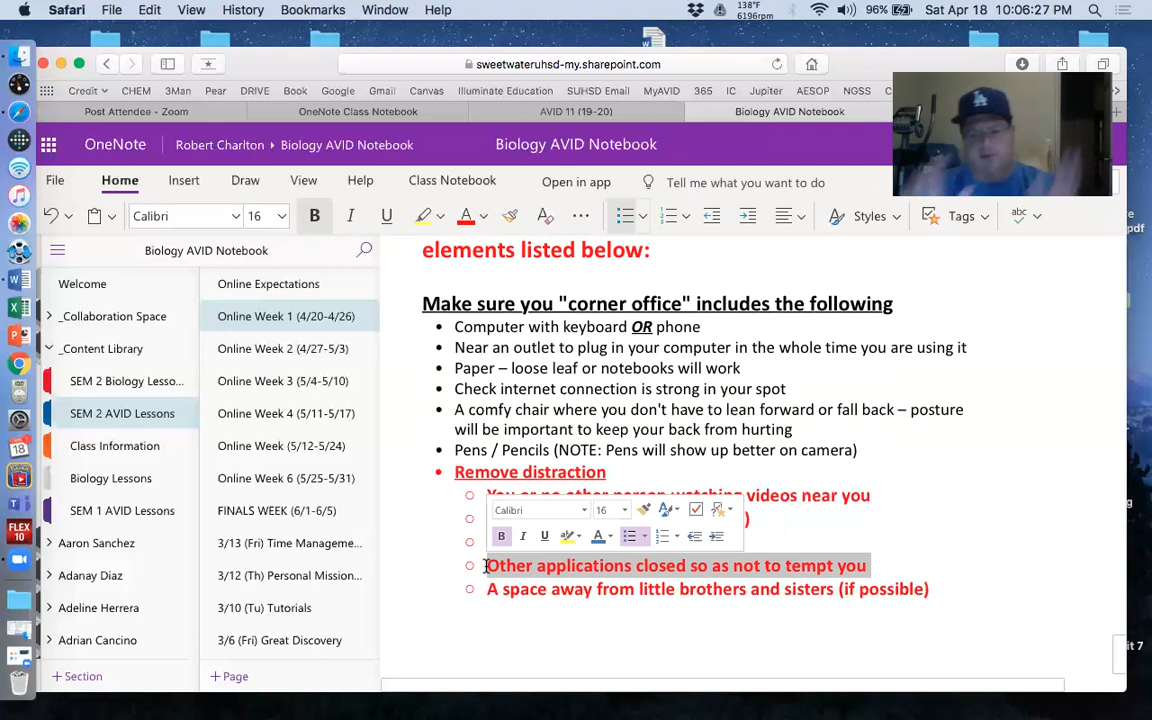 Safari File Edit View History Bookmarks Window Help 138°F 6196rpm 96% Sat Apr 18 10:06:27 PM
sweetwateruhsd-my.sharepoint.com
Credit CHEM 3Man Pear DRIVE Book Google Gmail Canvas Illuminate Education SUHSD Email MyAVID 365 IC Jupiter AESOP NGSS
Post Attendee - Zoom OneNote Class Notebook AVID 11 (19-20) Biology AVID Notebook
OneNote Robert Charlton Biology AVID Notebook Biology AVID Notebook
File Home Insert Draw View Help Class Notebook Open in app Tell me what you want to do
Calibri 16 B I U A Styles Tags abc
Biology AVID Notebook
Welcome
_Collaboration Space
_Content Library
SEM 2 Biology Lesso...
SEM 2 AVID Lessons
Class Information
Biology Lessons
SEM 1 AVID Lessons
Aaron Sanchez
Adanay Diaz
Adeline Herrera
Adrian Cancino
+ Section
Online Expectations
Online Week 1 (4/20-4/26)
Online Week 2 (4/27-5/3)
Online Week 3 (5/4-5/10)
Online Week 4 (5/11-5/17)
Online Week (5/12-5/24)
Online Week 6 (5/25-5/31)
FINALS WEEK (6/1-6/5)
3/13 (Fri) Time Manageme...
3/12 (Th) Personal Mission...
3/10 (Tu) Tutorials
3/6 (Fri) Great Discovery
+ Page
elements listed below:
Make sure you "corner office" includes the following
• Computer with keyboard OR phone
• Near an outlet to plug in your computer in the whole time you are using it
• Paper – loose leaf or notebooks will work
• Check internet connection is strong in your spot
• A comfy chair where you don't have to lean forward or fall back – posture
will be important to keep your back from hurting
• Pens / Pencils (NOTE: Pens will show up better on camera)
• Remove distraction
You or no other person watching videos near you
Calibri 16
)
B I U A
Other applications closed so as not to tempt you
A space away from little brothers and sisters (if possible)
FLEX 10
18
pdf
it 7